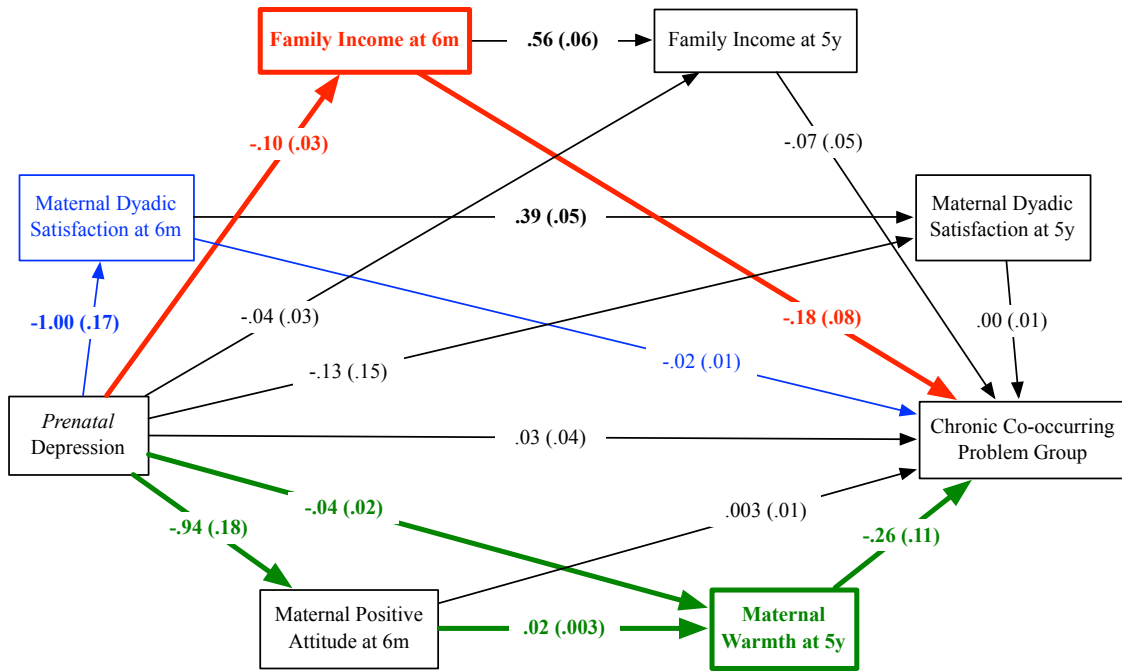 Family Income at 6m
.56 (.06)
Family Income at 5y
-.10 (.03)
-.07 (.05)
Maternal Dyadic
Satisfaction at 6m
.39 (.05)
Maternal Dyadic
Satisfaction at 5y
-1.00 (.17)
-.04 (.03)
-.18 (.08)
.00 (.01)
-.13 (.15)
-.02 (.01)
Prenatal
Depression
.03 (.04)
Chronic Co-occurring
Problem Group
-.04 (.02)
.003 (.01)
-.94 (.18)
-.26 (.11)
Maternal Positive
Attitude at 6m
.02 (.003)
Maternal
Warmth at 5y